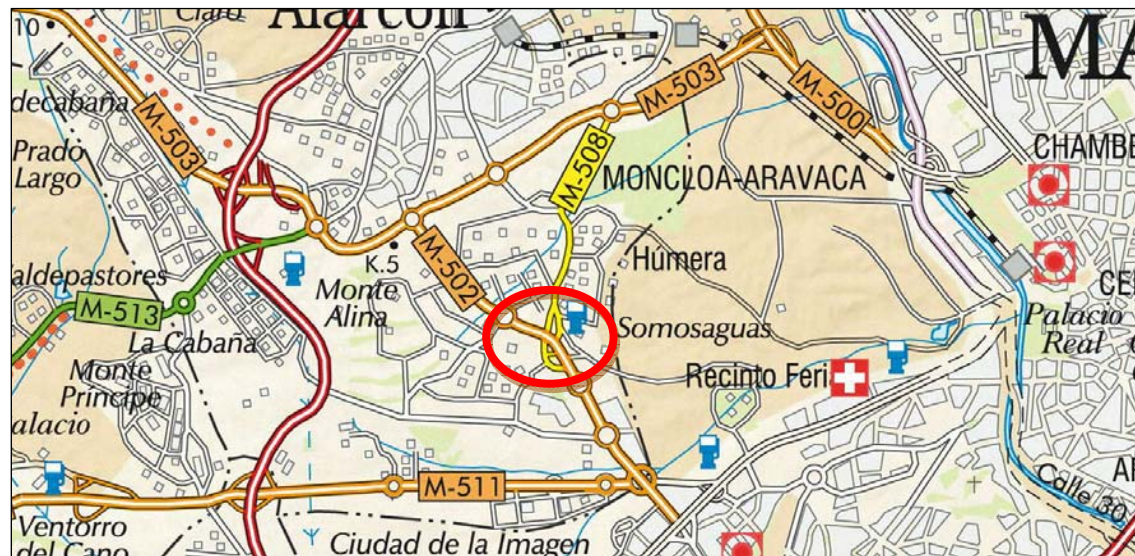 Claro
Alarcón
MA
10
M-503
M-503
M-500
decabaña
Prado
Largo
M-508
MONCLOA-ARAVACA
CHAMBE
Húmera
K.5
Monte
Alina
M-502
aldepastores
M-513
La Cabaña
Somosaguas
CE
Palacio
Real
Monte
Príncipe
alacio
Recinto Feri
M-511
Calle 30
AR
Ventorro
del Cano
Ciudad de la Imagen